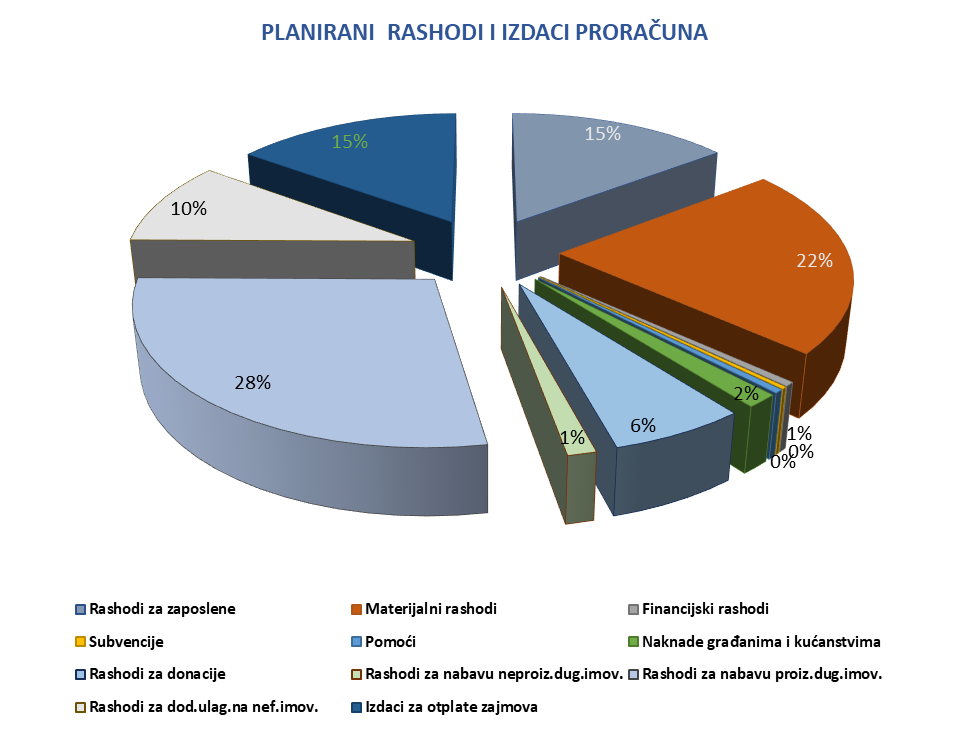 PLANIRANI  RASHODI I IZDACI PRORAČUNA
15%
15%
10%
22%
28%
2%
6%
1%
1%
0%
0%
Rashodi za zaposlene
Materijalni rashodi
Financijski rashodi
Subvencije
Pomoći
Naknade građanima i kućanstvima
Rashodi za donacije
Rashodi za nabavu neproiz.dug.imov.
Rashodi za nabavu proiz.dug.imov.
Rashodi za dod.ulag.na nef.imov.
Izdaci za otplate zajmova